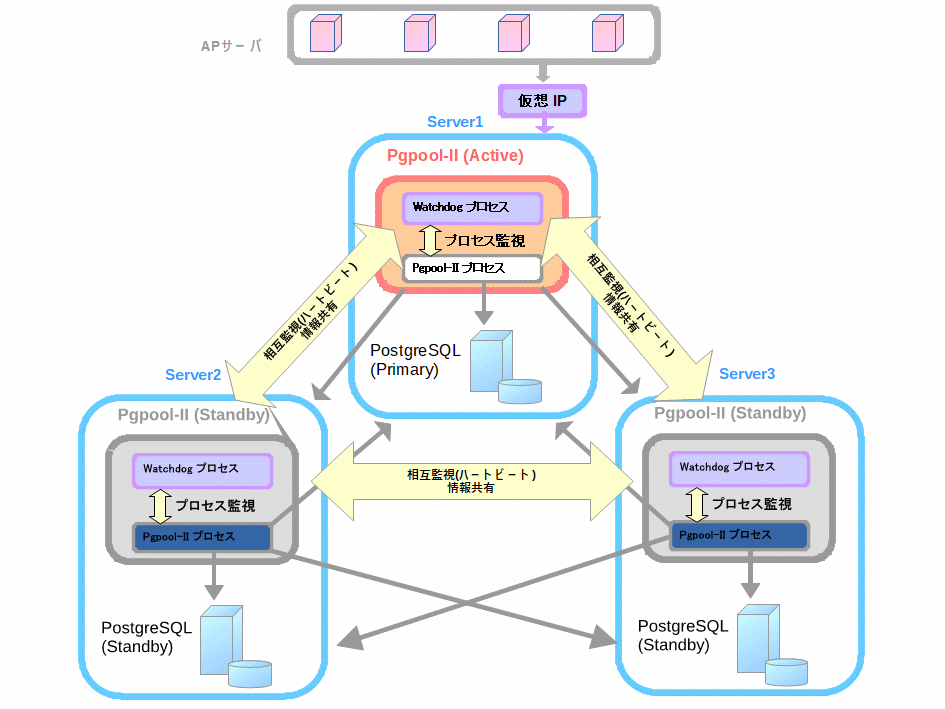 APサーバ
仮想 IP
Server1
Pgpool-II (Active)
Watchdog プロセス
プロセス監視
Pgpool-II プロセス
相互監視(ハートビート)
情報共有
相互監視(ハートビート)
情報共有
PostgreSQL
(Primary)
Server2
Pgpool-II (Standby)
Watchdog プロセス
プロセス監視
Pgpool-II プロセス
PostgreSQL
(Standby)
相互監視(ハートビート)
情報共有
Server3
Pgpool-II (Standby)
Watchdog プロセス
プロセス監視
Pgpool-II プロセス
PostgreSQL
(Standby)